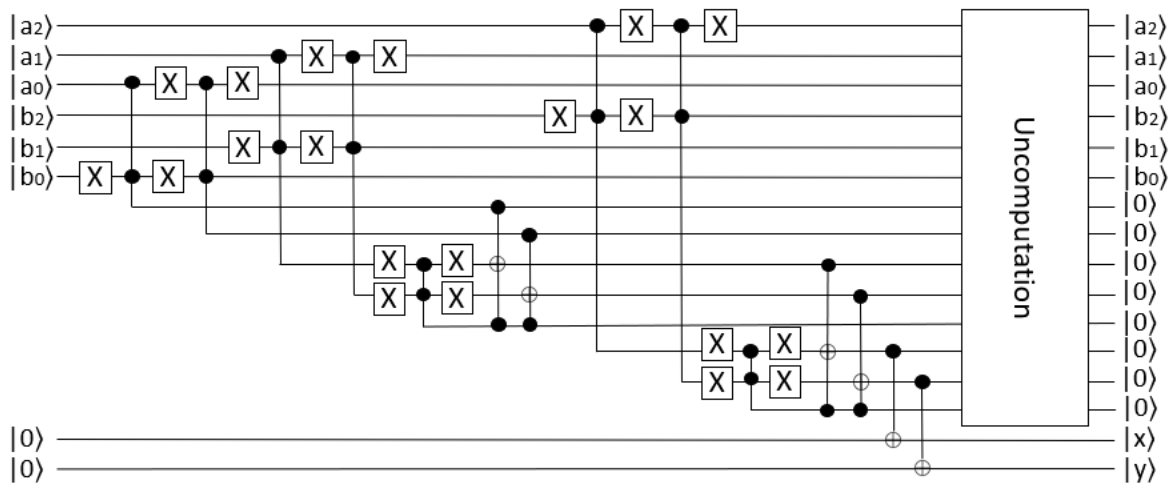 |a2⟩ X X |a2⟩
|a1⟩ X X |a1⟩
|a0⟩ X X |a0⟩
|b2⟩ X X |b2⟩
|b1⟩ X X |b1⟩
|b0⟩ X X |b0⟩
|0⟩
|0⟩
X X |0⟩
X X |0⟩
|0⟩
X X |0⟩
X X |0⟩
|0⟩
|0⟩ |x⟩
|0⟩ |y⟩
Uncomputation